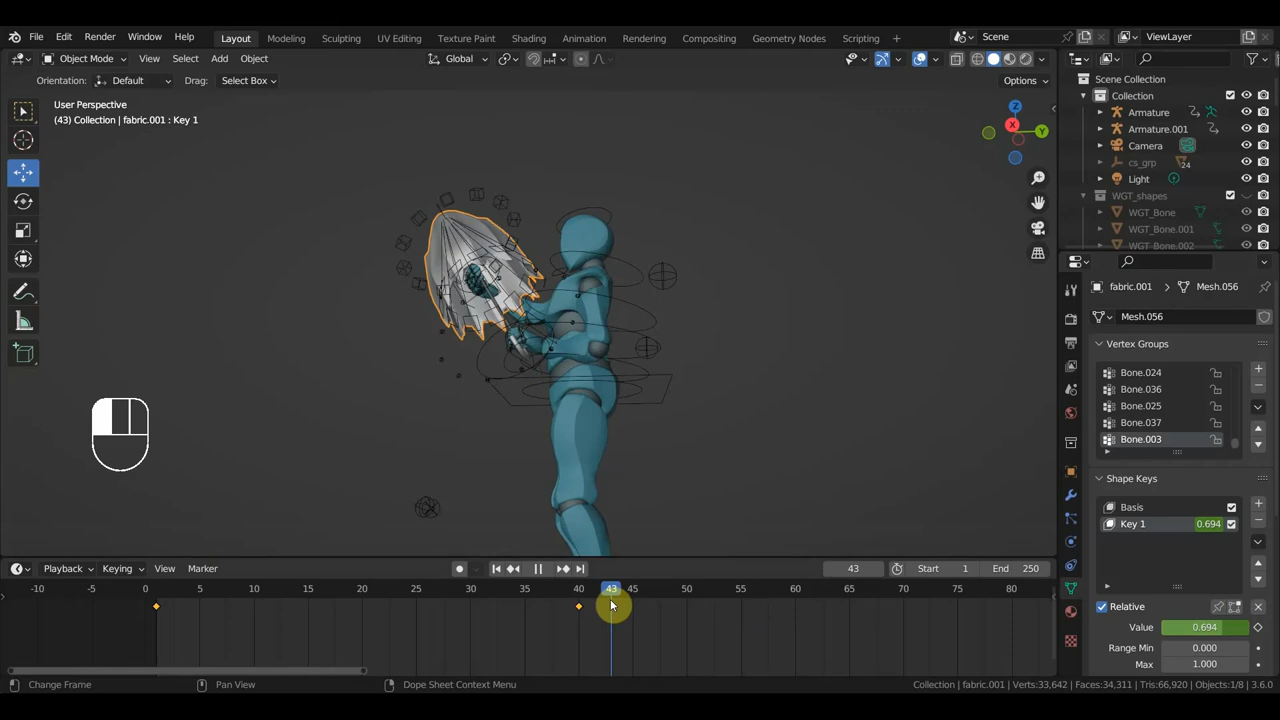 File Edit Render Window Help Layout Modeling Sculpting UV Editing Texture Paint Shading Animation Rendering Compositing Geometry Nodes Scripting + Scene ViewLayer
Object Mode View Select Add Object Global Options
Orientation: Default Drag: Select Box
User Perspective
(43) Collection | fabric.001 : Key 1
Z
X
Y
Scene Collection
Collection
Armature
Armature.001
Camera
cs_grp 24
Light
WGT_shapes
WGT_Bone
WGT_Bone.001
WGT_Bone.002
fabric.001 > Mesh.056
Mesh.056
Vertex Groups
Bone.024
Bone.036
Bone.025
Bone.037
Bone.003
Shape Keys
Basis
Key 1 0.694
Relative
Value 0.694
Range Min 0.000
Max 1.000
Playback Keying View Marker 43 Start 1 End 250
-10 -5 0 5 10 15 20 25 30 35 40 43 45 50 55 60 65 70 75 80
Change Frame Pan View Dope Sheet Context Menu Collection | fabric.001 | Verts:33,642 | Faces:34,311 | Tris:66,920 | Objects:1/8 | 3.6.0